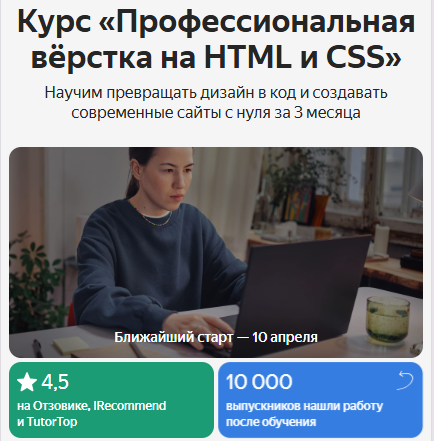 Курс «Профессиональная
вёрстка на HTML и CSS»
Научим превращать дизайн в код и создавать
современные сайты с нуля за 3 месяца
Ближайший старт — 10 апреля
4,5
на Отзовике, IRecommend
и TutorTop
10 000
выпускников нашли работу
после обучения